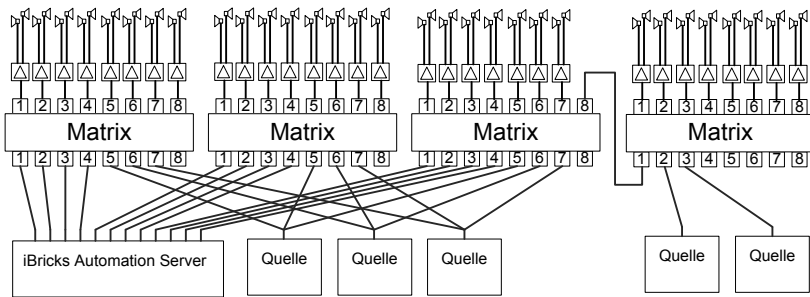 1 2 3 4 5 6 7 8 1 2 3 4 5 6 7 8 1 2 3 4 5 6 7 8 1 2 3 4 5 6 7 8
Matrix Matrix Matrix Matrix
1 2 3 4 5 6 7 8 1 2 3 4 5 6 7 8 1 2 3 4 5 6 7 8 1 2 3 4 5 6 7 8
iBricks Automation Server Quelle Quelle Quelle Quelle Quelle